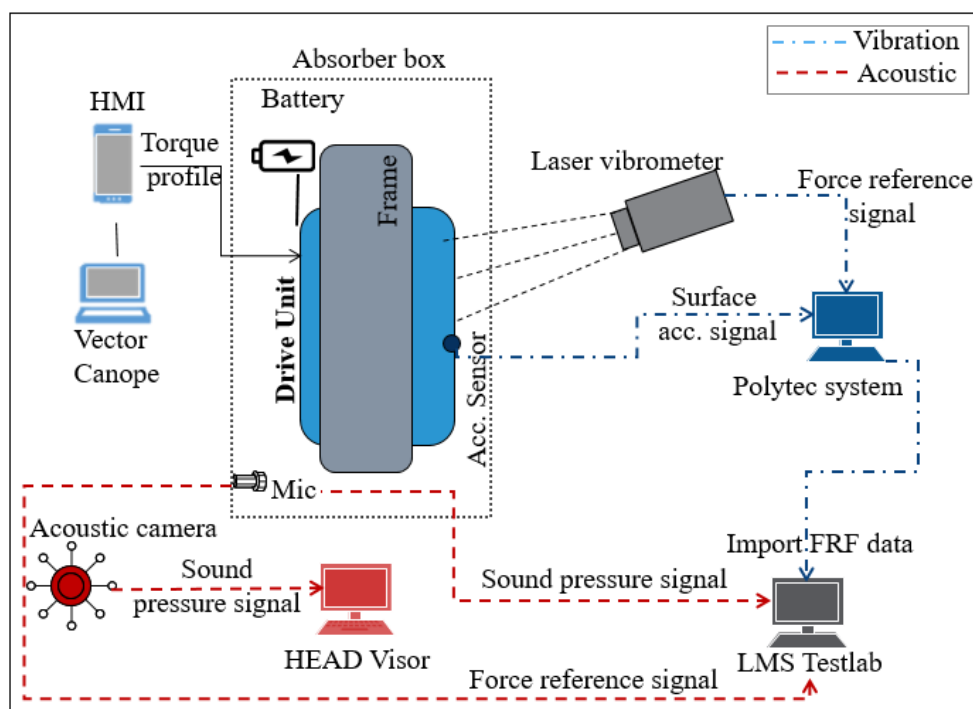 Absorber box
Vibration
Acoustic
HMI
Battery
Torque
profile
Frame
Laser vibrometer
Force reference
signal
Vector
Canope
Drive Unit
Acc. Sensor
Surface
acc. signal
Polytec system
Mic
Acoustic camera
Sound
pressure signal
HEAD Visor
Import FRF data
Sound pressure signal
LMS Testlab
Force reference signal